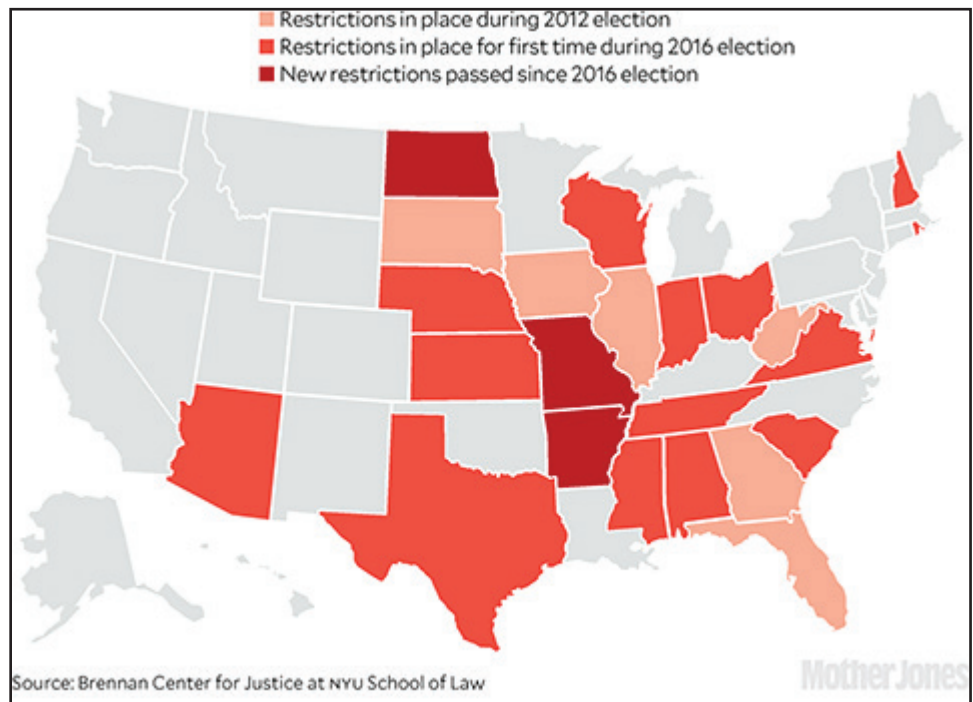 Restrictions in place during 2012 election
Restrictions in place for first time during 2016 election
New restrictions passed since 2016 election
Source: Brennan Center for Justice at NYU School of Law
Mother Jones